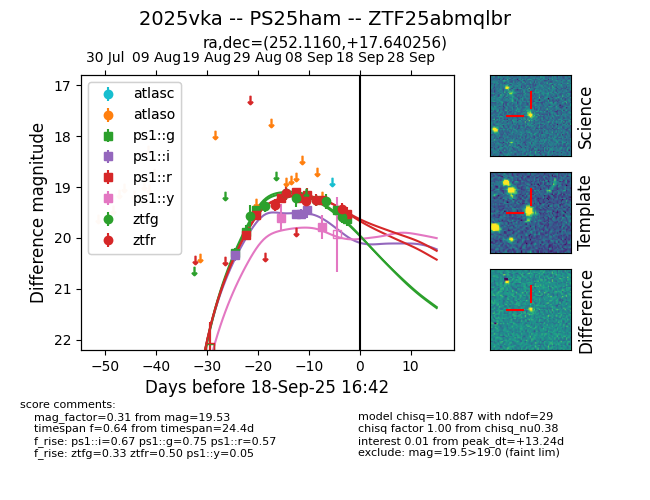 2025vka -- PS25ham -- ZTF25abmqlbr
ra,dec=(252.1160,+17.640256)
30 Jul 09 Aug 19 Aug 29 Aug 08 Sep 18 Sep 28 Sep
17
18
19
20
21
22
Difference magnitude
atlasc
atlaso
ps1::g
ps1::i
ps1::r
ps1::y
ztfg
ztfr
−50 −40 −30 −20 −10 0 10
Days before 18-Sep-25 16:42
Science
Template
Difference
score comments:
mag_factor=0.31 from mag=19.53
timespan f=0.64 from timespan=24.4d
f_rise: ps1::i=0.67 ps1::g=0.75 ps1::r=0.57
f_rise: ztfg=0.33 ztfr=0.50 ps1::y=0.05
model chisq=10.887 with ndof=29
chisq factor 1.00 from chisq_nu0.38
interest 0.01 from peak_dt=+13.24d
exclude: mag=19.5>19.0 (faint lim)